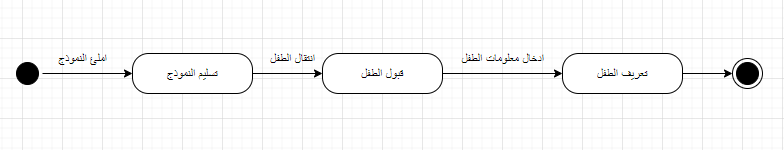 املئ النموذج
تسليم النموذج
انتقال الطفل
قبول الطفل
ادخال معلومات الطفل
تعريف الطفل